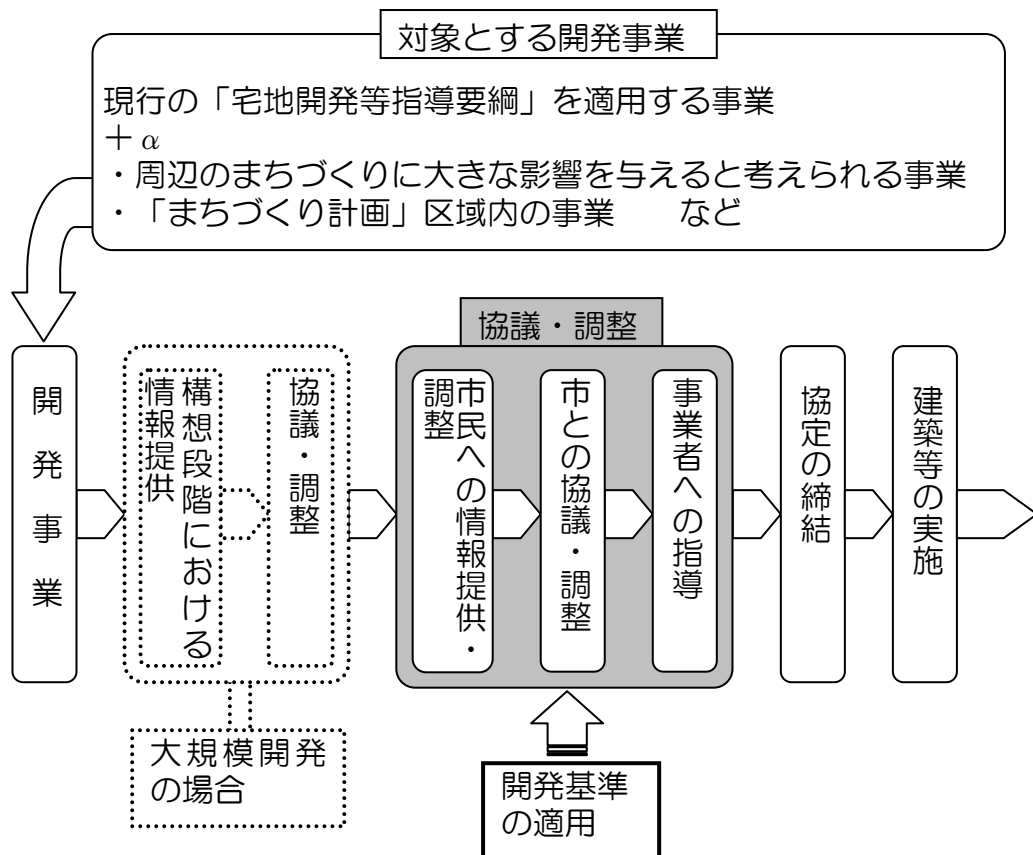 対象とする開発事業
現行の「宅地開発等指導要綱」を適用する事業
+α
・周辺のまちづくりに大きな影響を与えると考えられる事業
・「まちづくり計画」区域内の事業　　など
開発事業
構想段階における
情報提供
協議・調整
協議・調整
市民への情報提供・
調整
市との協議・調整
事業者への指導
協定の締結
建築等の実施
大規模開発
の場合
開発基準
の適用